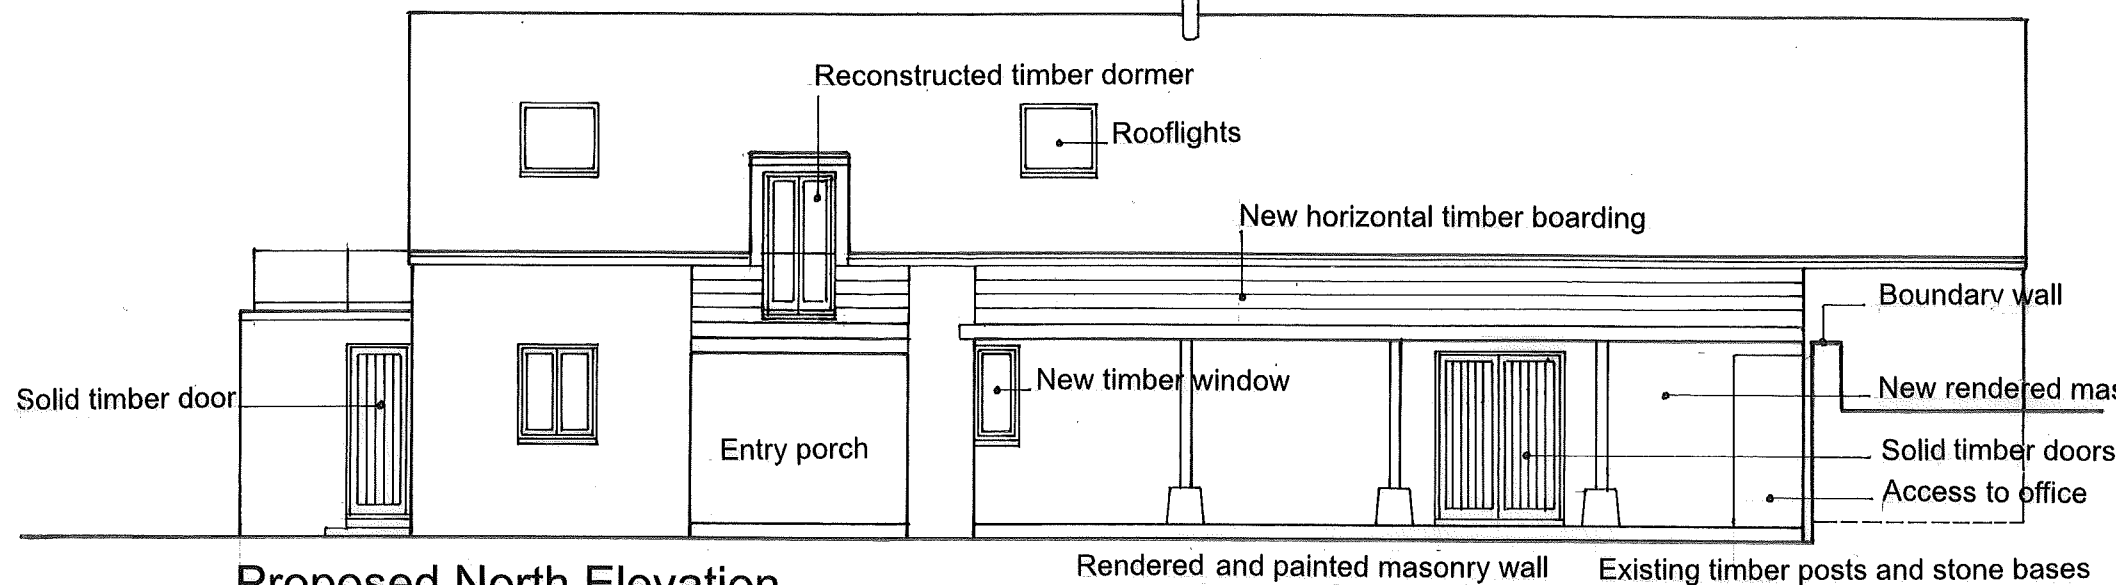 Reconstructed timber dormer
Rooflights
New horizontal timber boarding
Boundary wall
Solid timber door
New timber window
New rendered mas
Entry porch
Solid timber doors
Access to office
Rendered and painted masonry wall
Existing timber posts and stone bases
Proposed North Elevation